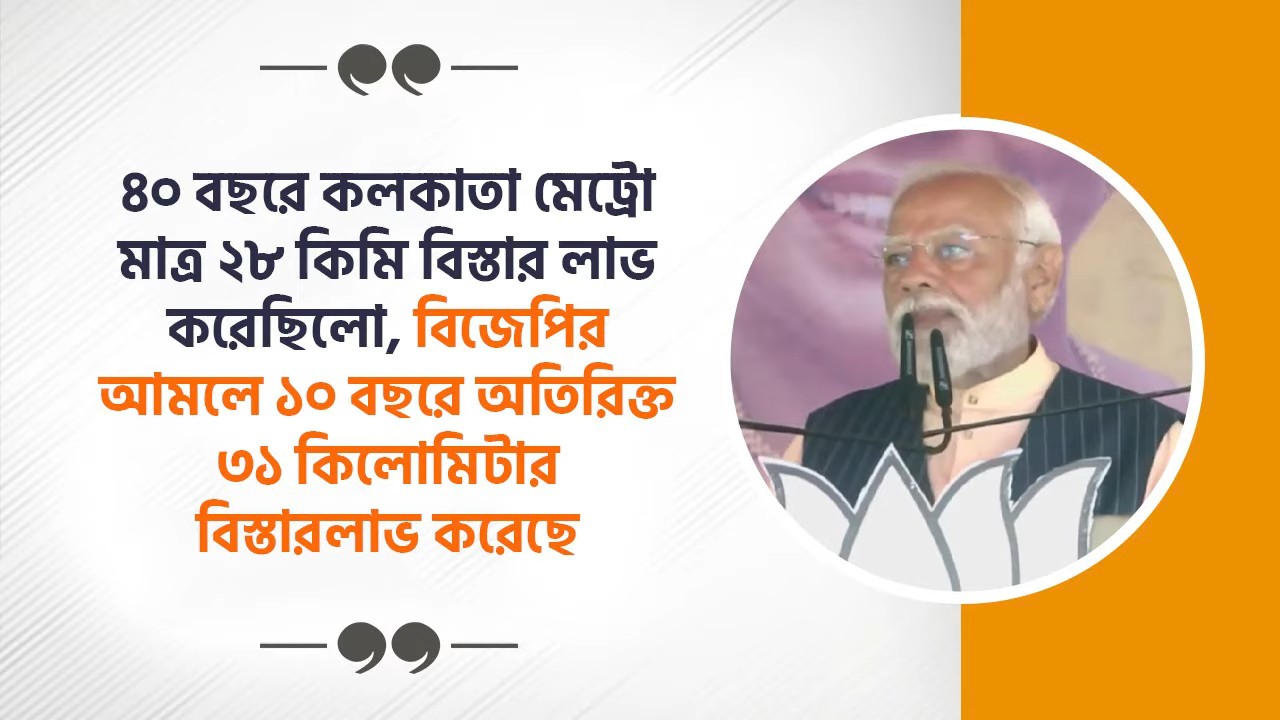 ৪০ বছরে কলকাতা মেট্রো
মাত্র ২৮ কিমি বিস্তার লাভ
করেছিলো, বিজেপির
আমলে ১০ বছরে অতিরিক্ত
৩১ কিলোমিটার
বিস্তারলাভ করেছে